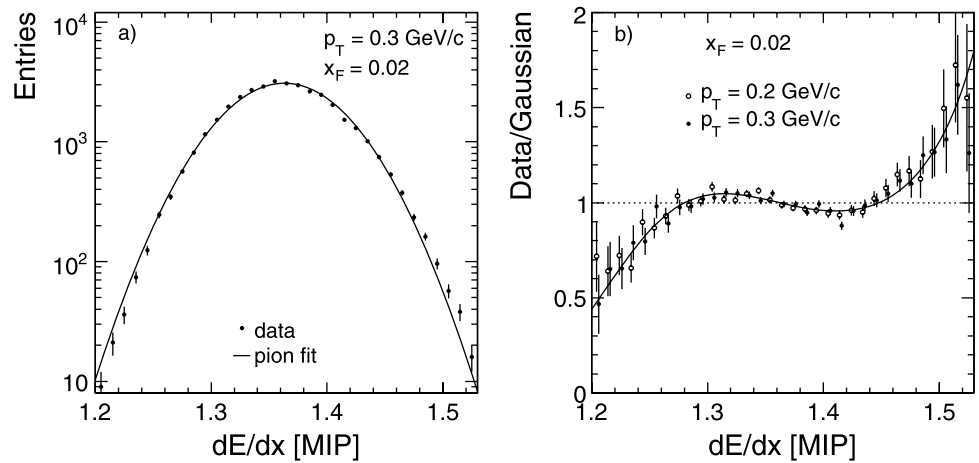 Entries
10⁴
10³
10²
10
a)
p_T = 0.3 GeV/c
x_F = 0.02
data
pion fit
1.2
1.3
1.4
1.5
dE/dx [MIP]
Data/Gaussian
2
1.5
1
0.5
0
b)
x_F = 0.02
p_T = 0.2 GeV/c
p_T = 0.3 GeV/c
1.2
1.3
1.4
1.5
dE/dx [MIP]